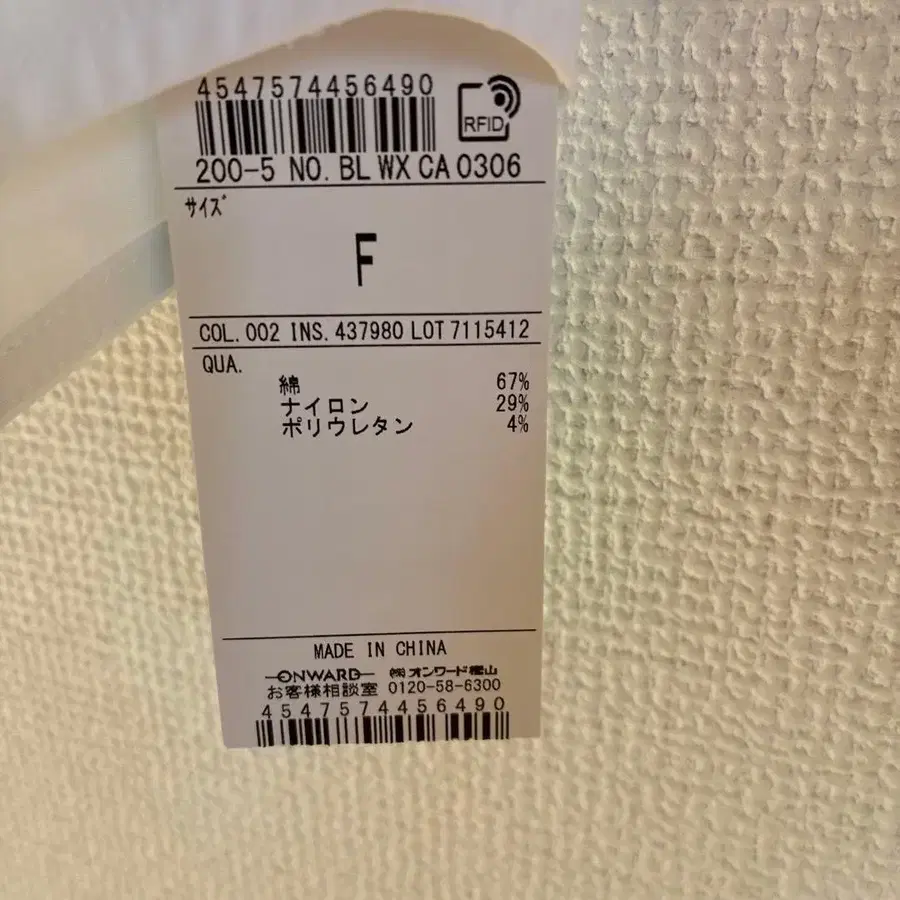 4547574456490
RFID
200-5 NO. BL WX CA 0306
サイズ
F
COL. 002 INS. 437980 LOT 7115412
QUA.
綿 67%
ナイロン 29%
ポリウレタン 4%
MADE IN CHINA
ONWARD ㈱オンワード樫山
お客様相談室 0120-58-6300
4547574456490